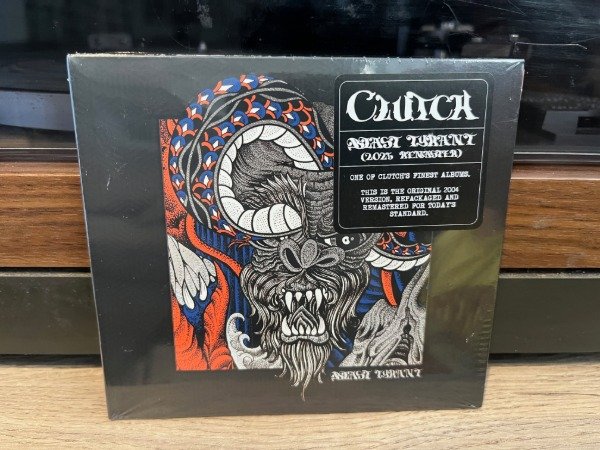 CLUTCH
BLAST TYRANT
(2025 REMASTER)
ONE OF CLUTCH'S FINEST ALBUMS.
THIS IS THE ORIGINAL 2004
VERSION, REPACKAGED AND
REMASTERED FOR TODAY'S
STANDARD.
BLAST TYRANT